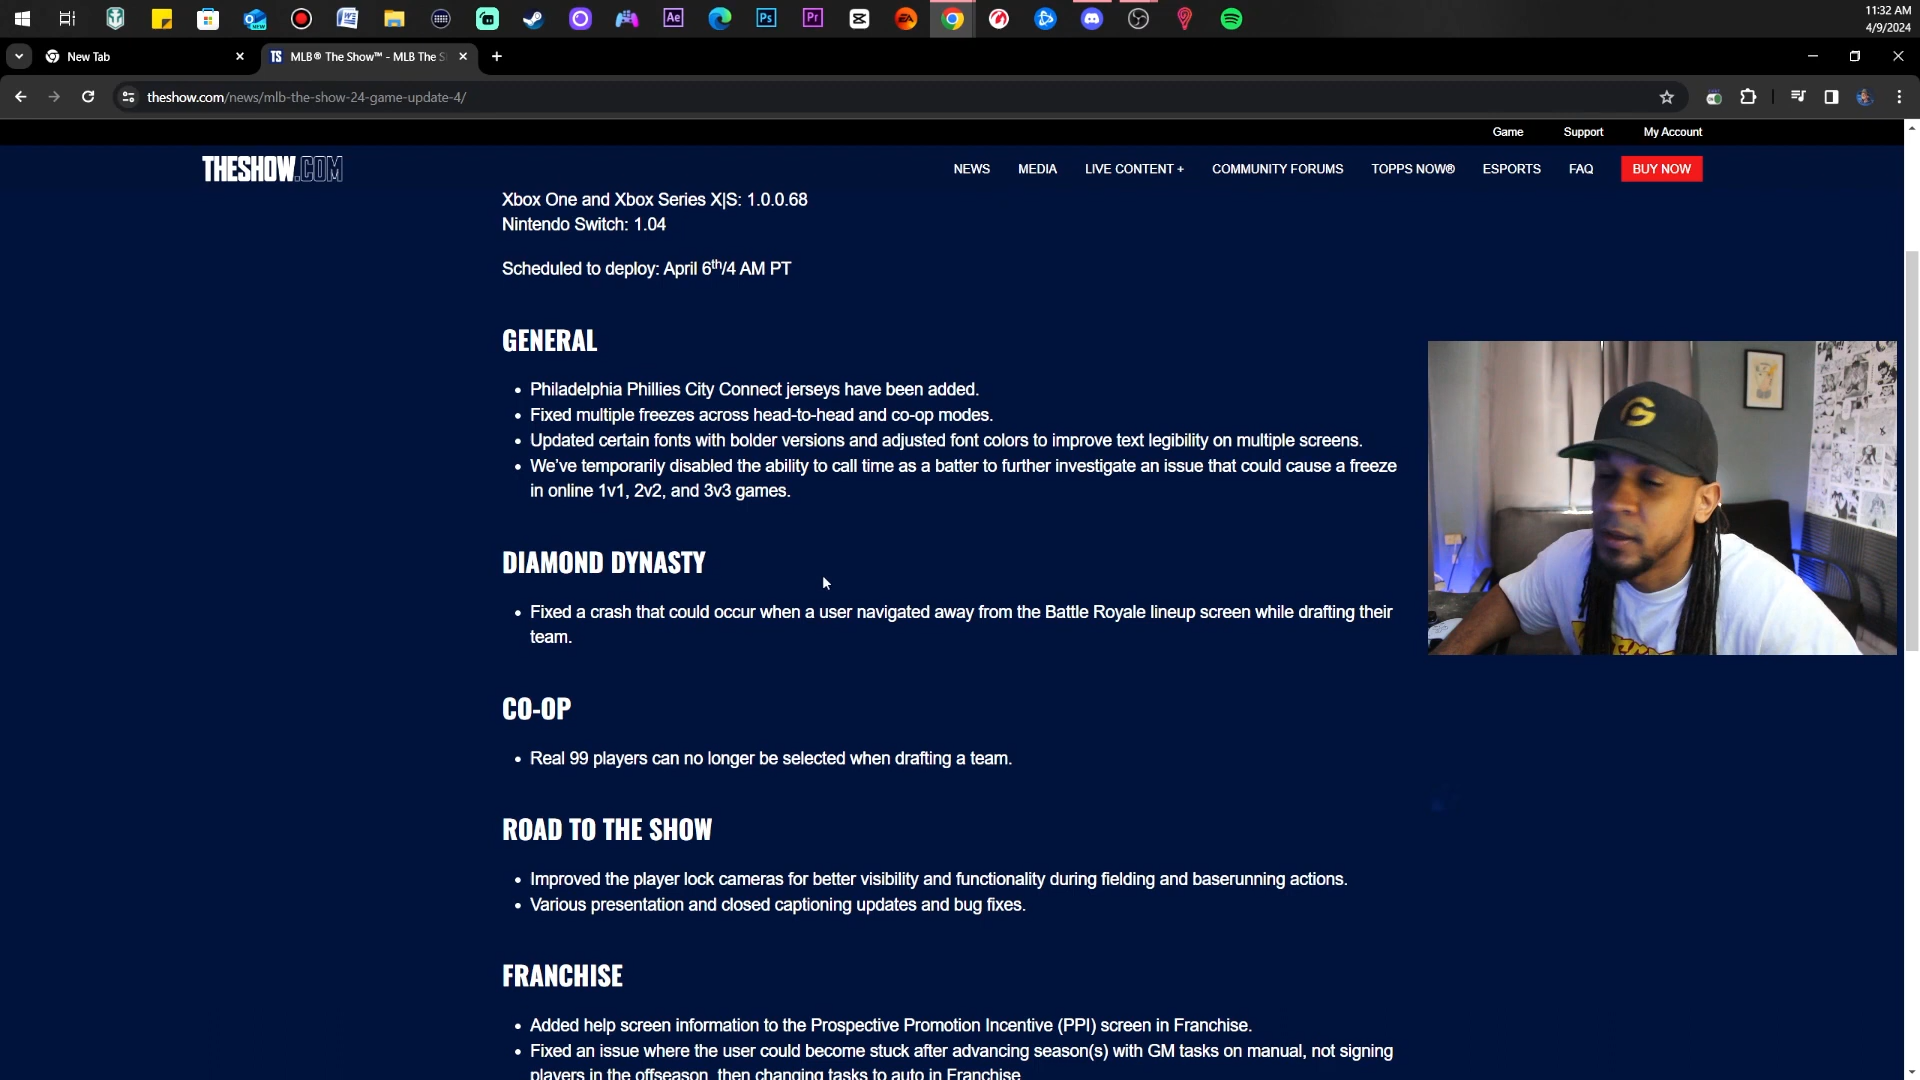 11:32 AM
4/9/2024
New Tab
MLB® The Show™ - MLB The S
theshow.com/news/mlb-the-show-24-game-update-4/
Game Support My Account
THESHOW.COM
NEWS MEDIA LIVE CONTENT + COMMUNITY FORUMS TOPPS NOW® ESPORTS FAQ BUY NOW
Xbox One and Xbox Series X|S: 1.0.0.68
Nintendo Switch: 1.04
Scheduled to deploy: April 6th/4 AM PT
GENERAL
• Philadelphia Phillies City Connect jerseys have been added.
• Fixed multiple freezes across head-to-head and co-op modes.
• Updated certain fonts with bolder versions and adjusted font colors to improve text legibility on multiple screens.
• We've temporarily disabled the ability to call time as a batter to further investigate an issue that could cause a freeze
in online 1v1, 2v2, and 3v3 games.
DIAMOND DYNASTY
• Fixed a crash that could occur when a user navigated away from the Battle Royale lineup screen while drafting their
team.
CO-OP
• Real 99 players can no longer be selected when drafting a team.
ROAD TO THE SHOW
• Improved the player lock cameras for better visibility and functionality during fielding and baserunning actions.
• Various presentation and closed captioning updates and bug fixes.
FRANCHISE
• Added help screen information to the Prospective Promotion Incentive (PPI) screen in Franchise.
• Fixed an issue where the user could become stuck after advancing season(s) with GM tasks on manual, not signing
players in the offseason, then changing tasks to auto in Franchise